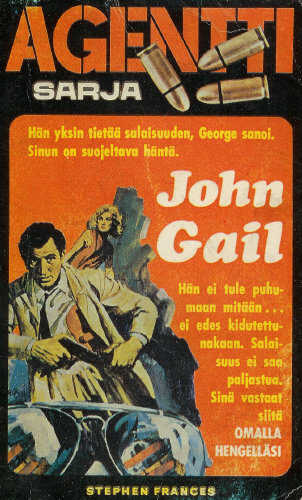 AGENTTI
SARJA
Hän yksin tietää salaisuuden, George sanoi.
Sinun on suojeltava häntä.
John
Gail
Hän ei tule puhu-
maan mitään...
ei edes kidutettu-
nakaan. Salai-
suus ei saa
paljastua.
Sinä vastaat
siitä
OMALLA
HENGELLÄSI
STEPHEN FRANCES